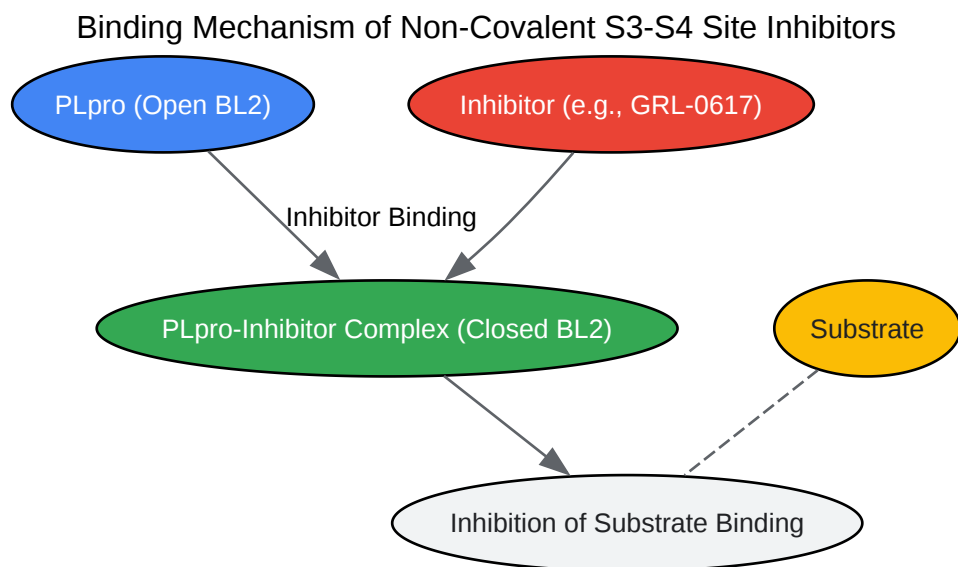 Binding Mechanism of Non-Covalent S3-S4 Site Inhibitors
PLpro (Open BL2)
Inhibitor (e.g., GRL-0617)
Inhibitor Binding
PLpro-Inhibitor Complex (Closed BL2)
Substrate
Inhibition of Substrate Binding